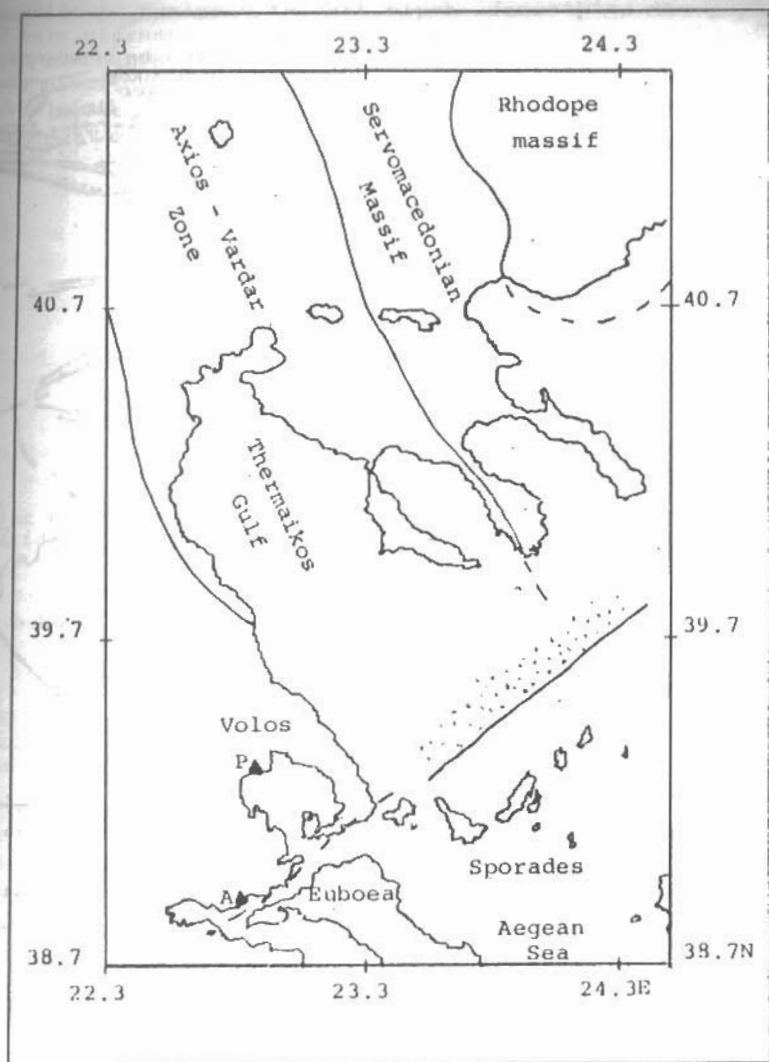 22.3
23.3
24.3
Rhodope
massif
Servomacedonian
Massif
Axios - Vardar
Zone
40.7
40.7
Thermaikos
Gulf
39.7
39.7
Volos
P
Sporades
A
Euboea
Aegean
Sea
38.7
38.7N
22.3
23.3
24.3E